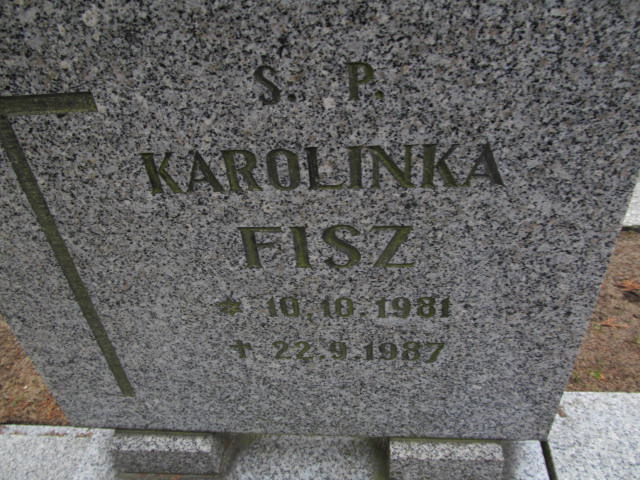 S. P.
KAROLINKA
FISZ
* 10.10.1981
† 22.9.1987